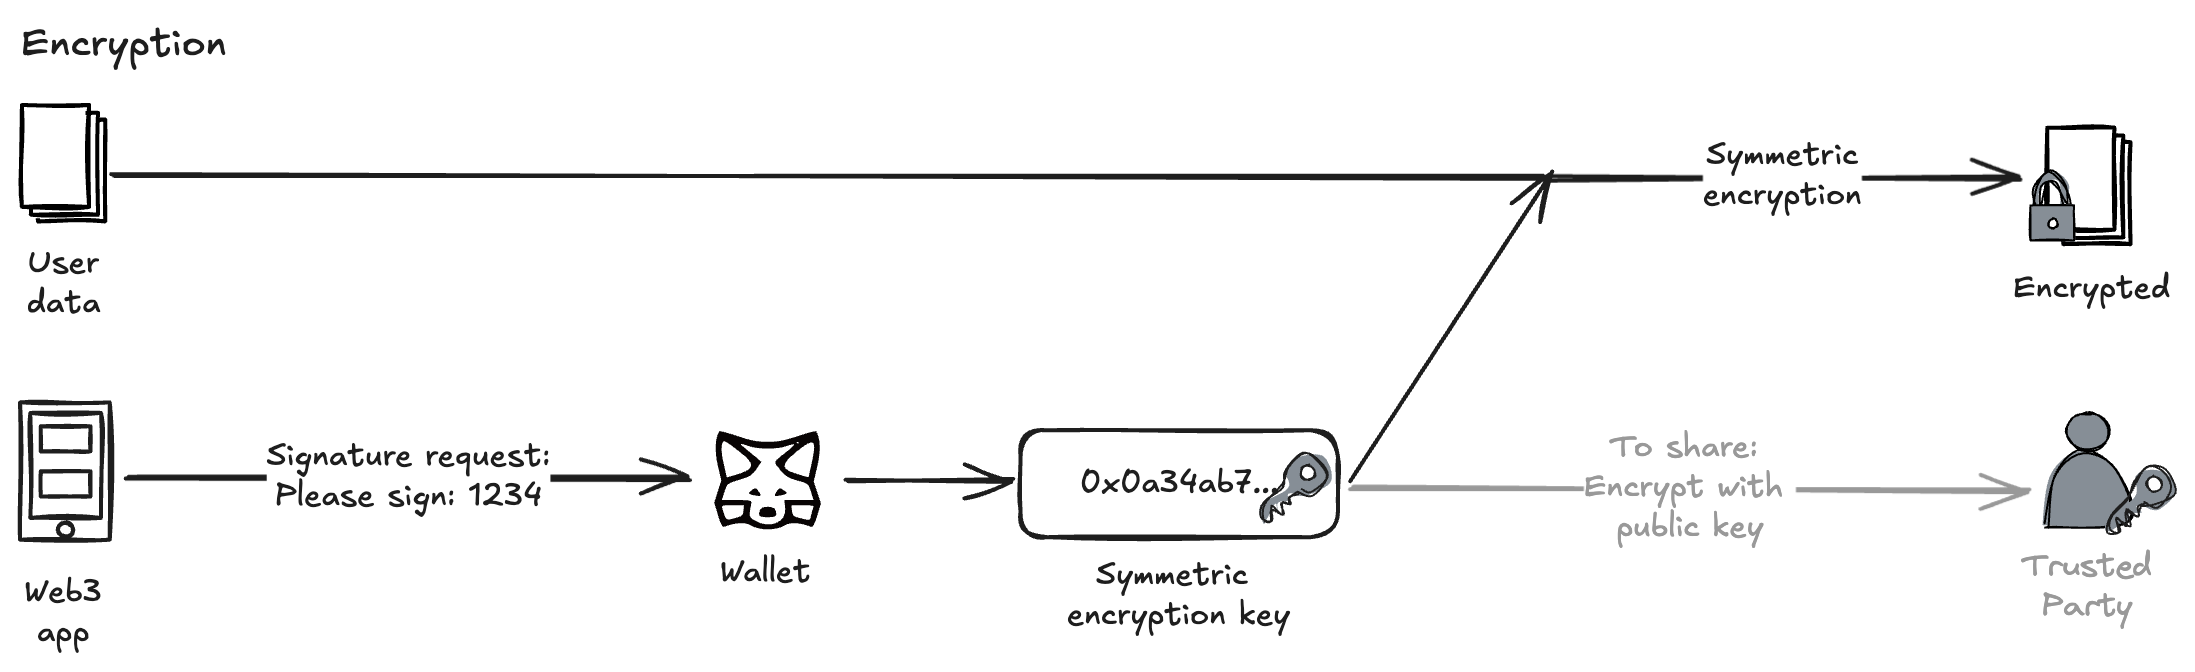 Encryption
Symmetric
encryption
User
data
Encrypted
Signature request:
Please sign: 1234
0x0a34ab7...
To share:
Encrypt with
public key
Wallet
Symmetric
encryption key
Trusted
Party
Web3
app